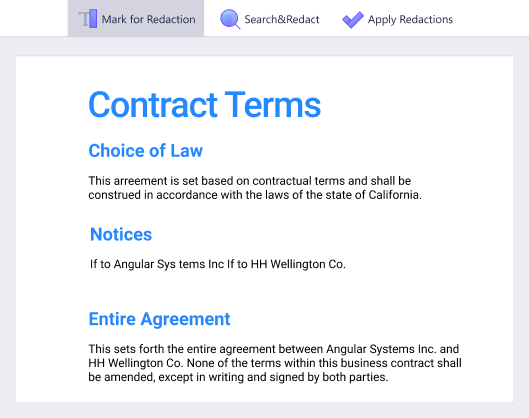 Mark for Redaction Search&Redact Apply Redactions
Contract Terms
Choice of Law
This arreement is set based on contractual terms and shall be
construed in accordance with the laws of the state of California.
Notices
If to Angular Sys tems Inc If to HH Wellington Co.
Entire Agreement
This sets forth the entire agreement between Angular Systems Inc. and
HH Wellington Co. None of the terms within this business contract shall
be amended, except in writing and signed by both parties.